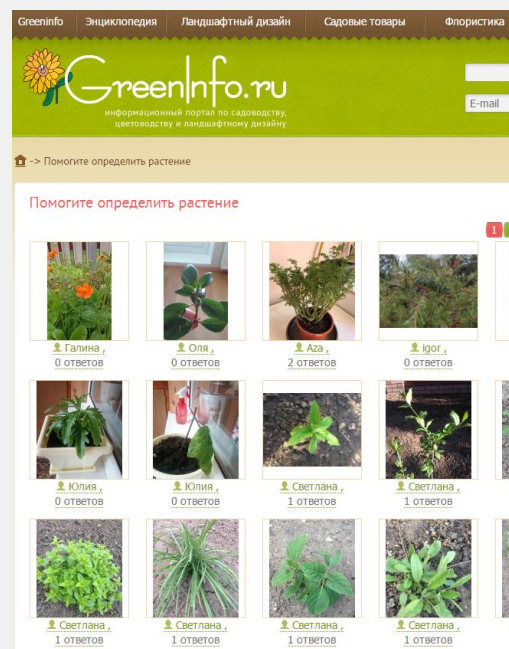 Greeninfo Энциклопедия Ландшафтный дизайн Садовые товары Флористика
GreenInfo.ru
информационный портал по садоводству,
цветоводству и ландшафтному дизайну
E-mail
-> Помогите определить растение
Помогите определить растение
1
Галина , Оля , Aza , igor ,
0 ответов 0 ответов 2 ответов 0 ответов
Юлия , Юлия , Светлана , Светлана ,
0 ответов 0 ответов 1 ответов 1 ответов
Светлана , Светлана , Светлана , Светлана ,
1 ответов 1 ответов 1 ответов 1 ответов